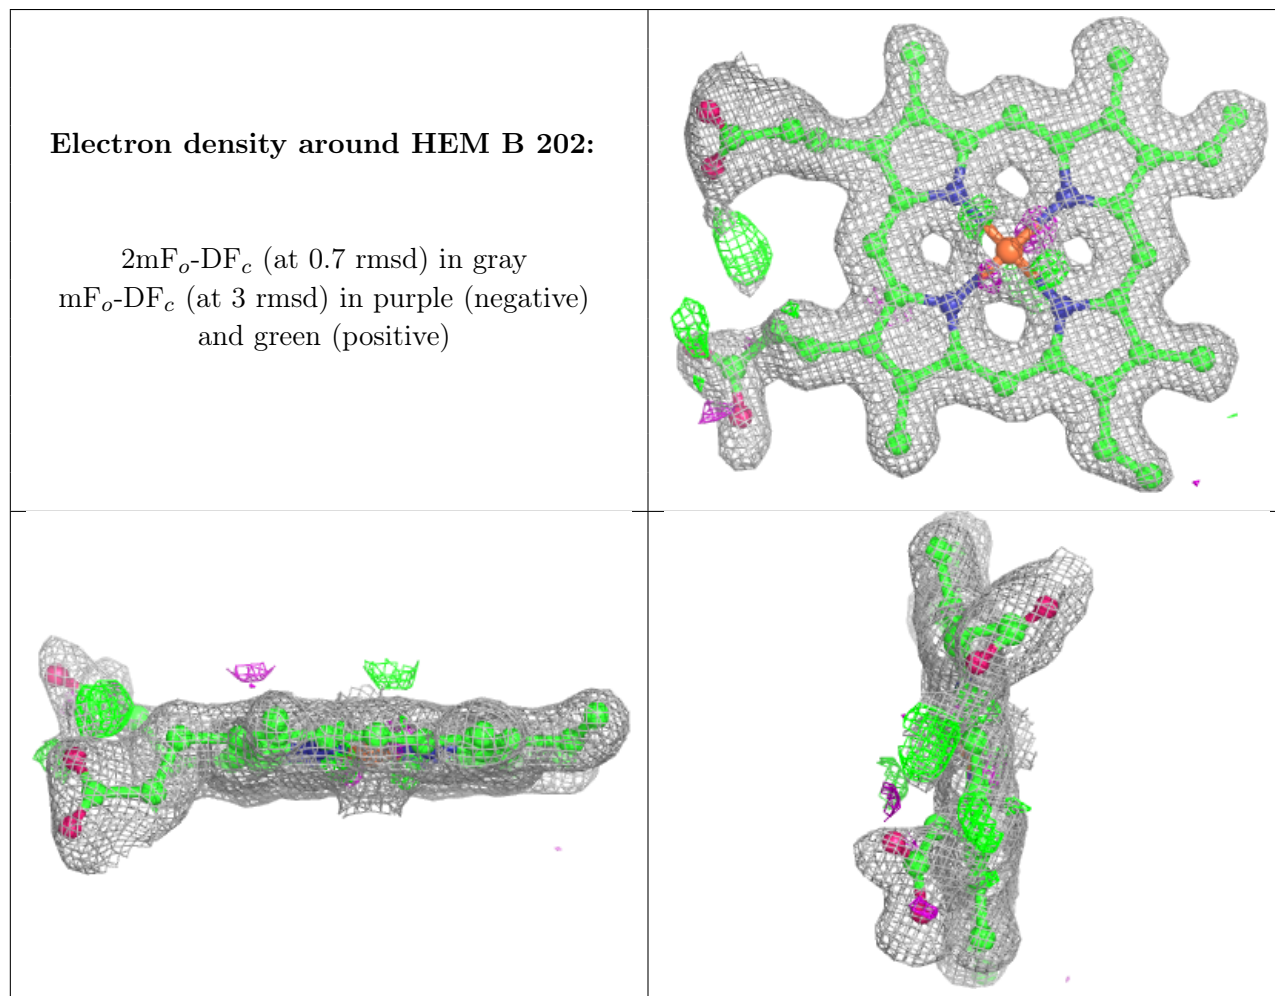 Electron density around HEM B 202:
2mFo-DFc (at 0.7 rmsd) in gray
mFo-DFc (at 3 rmsd) in purple (negative)
and green (positive)